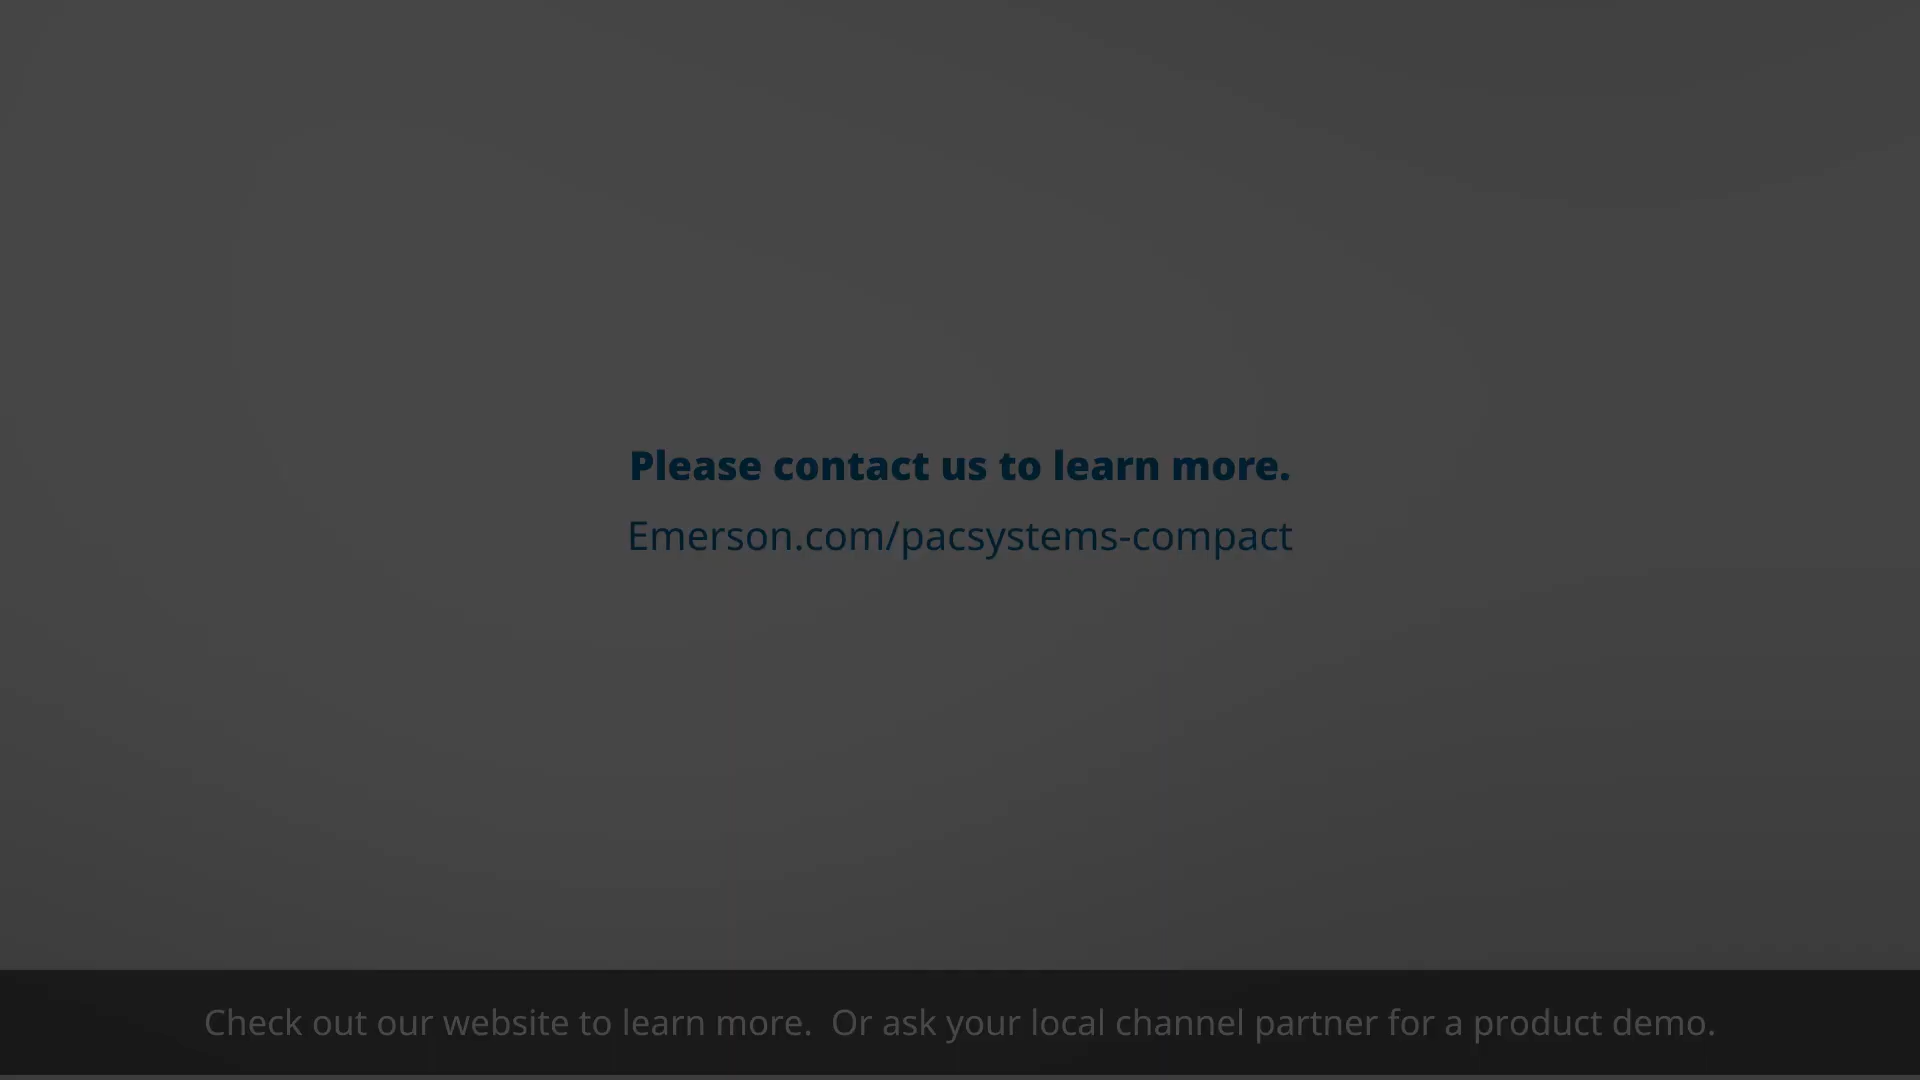 Please contact us to learn more.
Emerson.com/pacsystems-compact
Check out our website to learn more.  Or ask your local channel partner for a product demo.